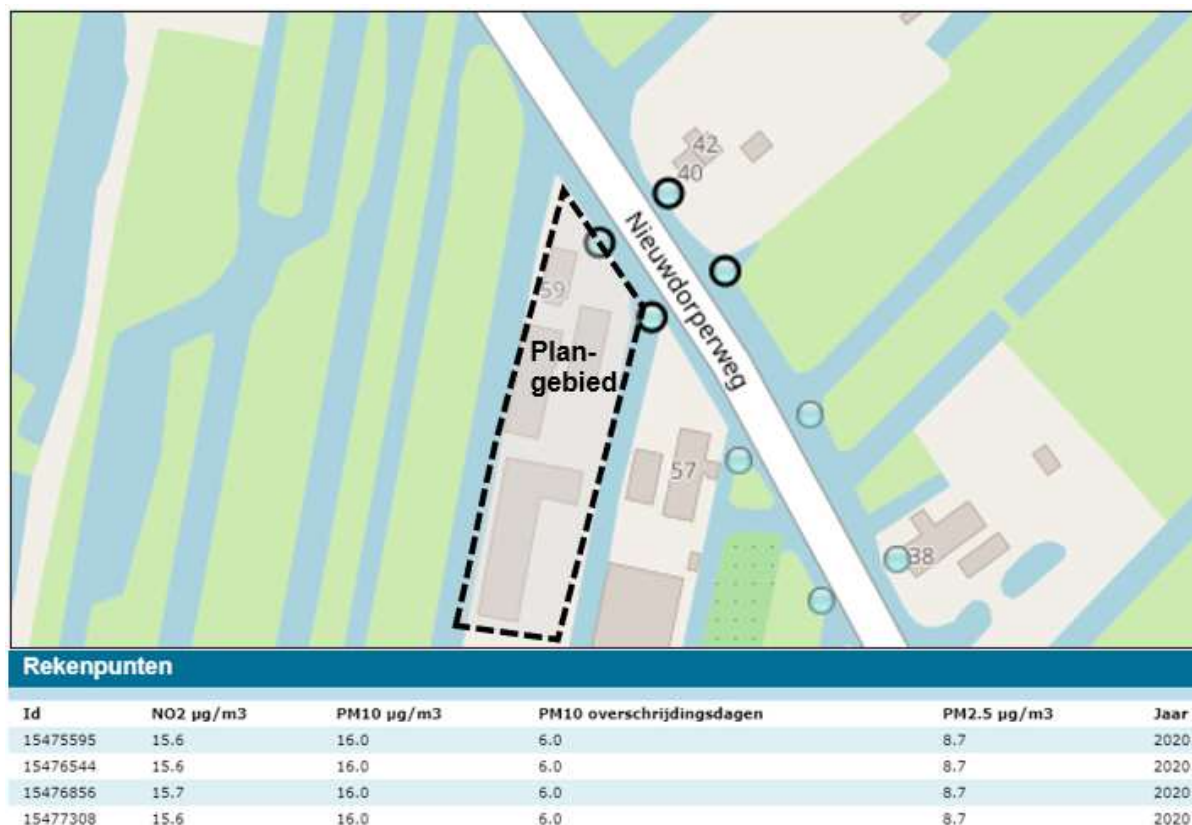 42
40
Nieuwdorperweg
59
Plan-
gebied
57
38
Rekenpunten
Id NO2 µg/m3 PM10 µg/m3 PM10 overschrijdingsdagen PM2.5 µg/m3 Jaar
15475595 15.6 16.0 6.0 8.7 2020
15476544 15.6 16.0 6.0 8.7 2020
15476856 15.7 16.0 6.0 8.7 2020
15477308 15.6 16.0 6.0 8.7 2020